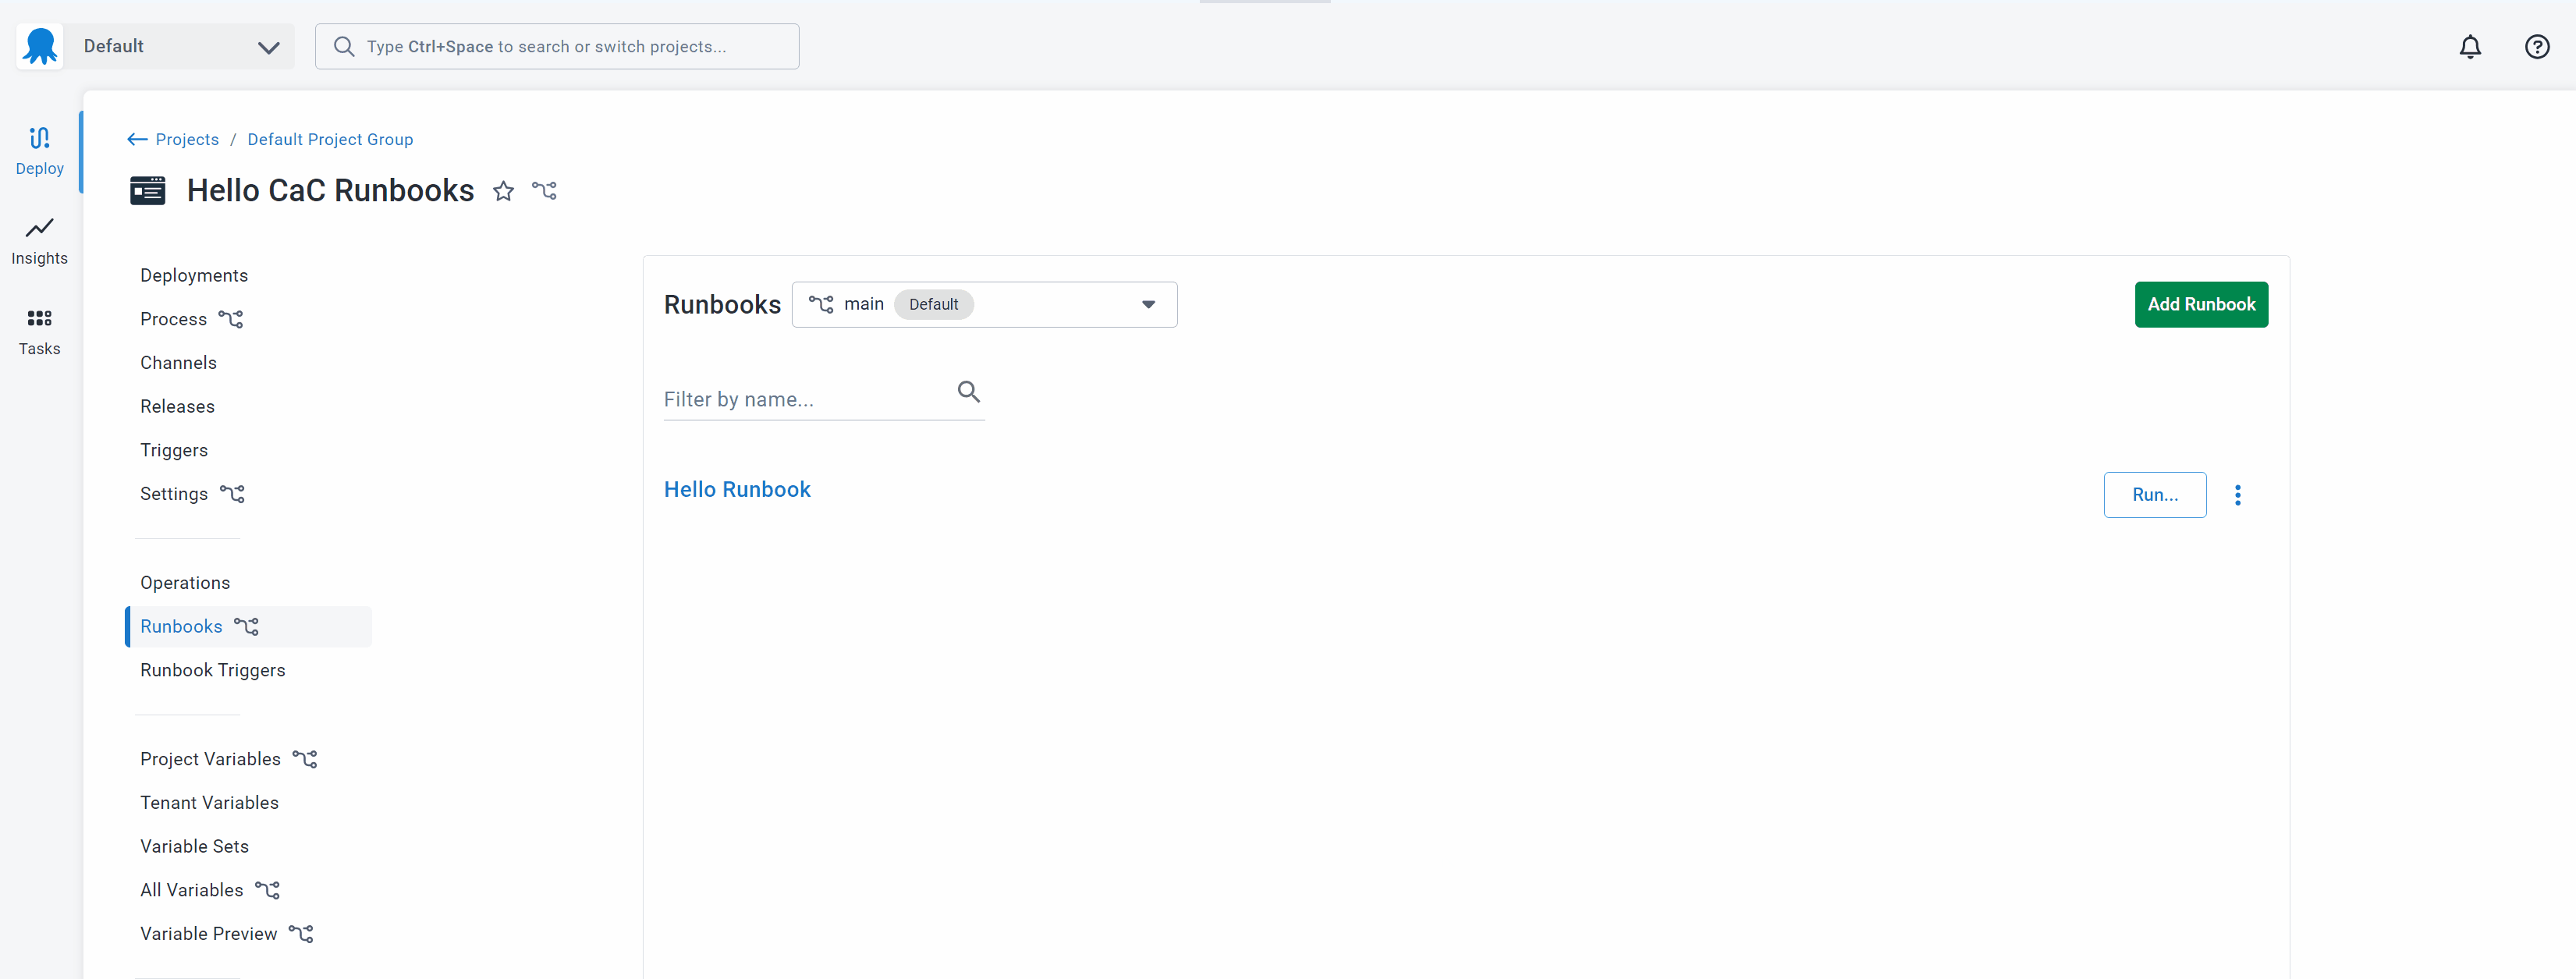 Default
Type Ctrl+Space to search or switch projects...
Deploy
Insights
Tasks
Projects / Default Project Group
Hello CaC Runbooks
Deployments
Process
Channels
Releases
Triggers
Settings
Operations
Runbooks
Runbook Triggers
Project Variables
Tenant Variables
Variable Sets
All Variables
Variable Preview
Runbooks main Default
Add Runbook
Filter by name...
Hello Runbook
Run...